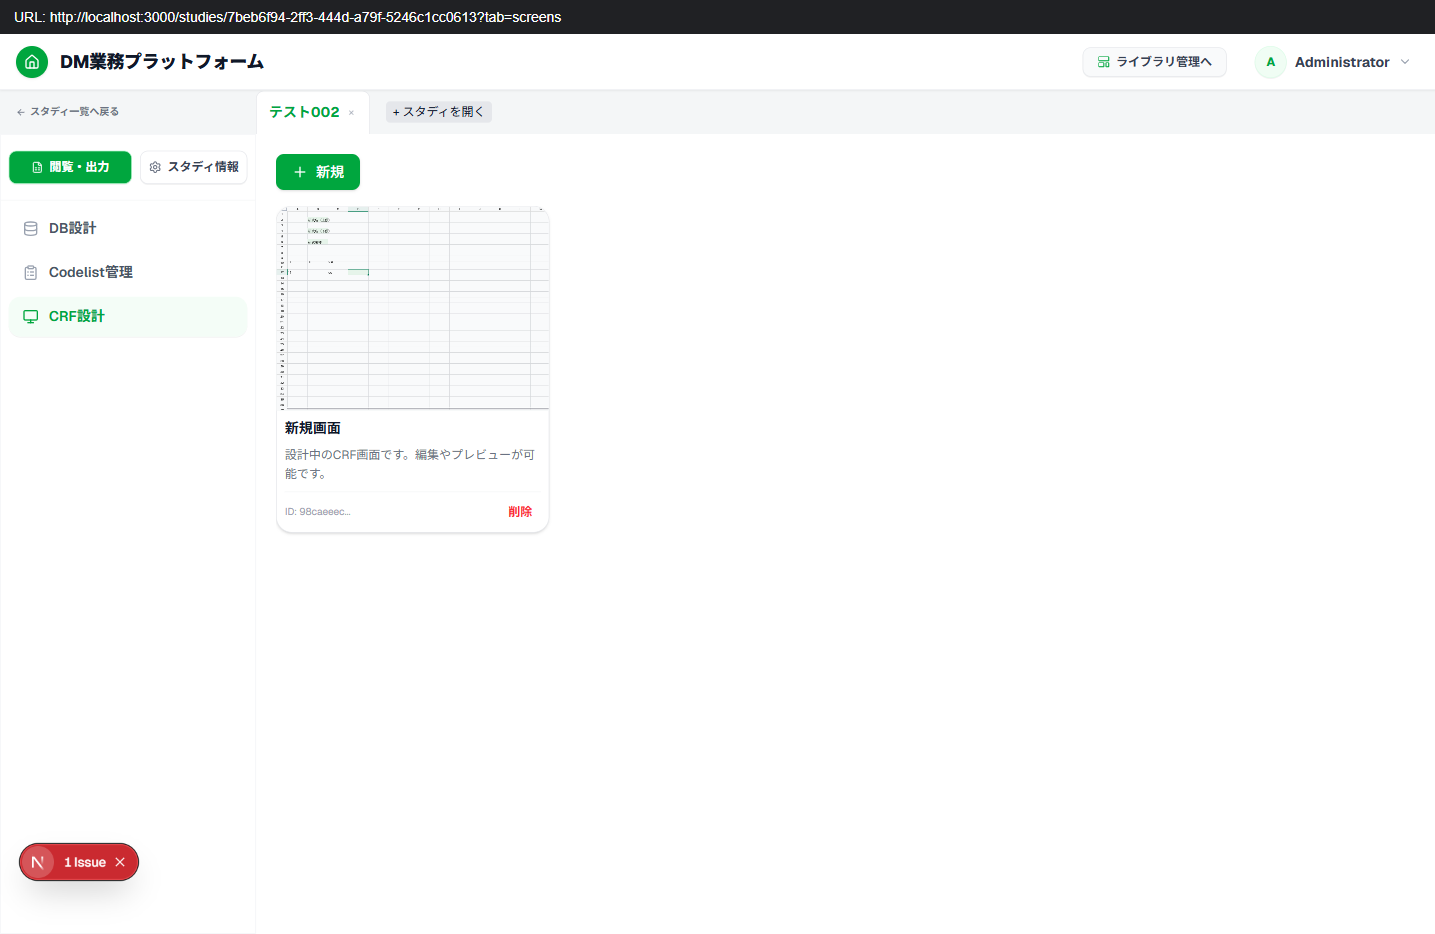 URL: http://localhost:3000/studies/7beb6f94-2ff3-444d-a79f-5246c1cc0613?tab=screens
DM業務プラットフォーム
ライブラリ管理へ
A
Administrator
← スタディ一覧へ戻る
テスト002 ×
+ スタディを開く
閲覧・出力
スタディ情報
+ 新規
DB設計
Codelist管理
CRF設計
新規画面
設計中のCRF画面です。編集やプレビューが可
能です。
ID: 98caeeec...
削除
N 1 Issue ×